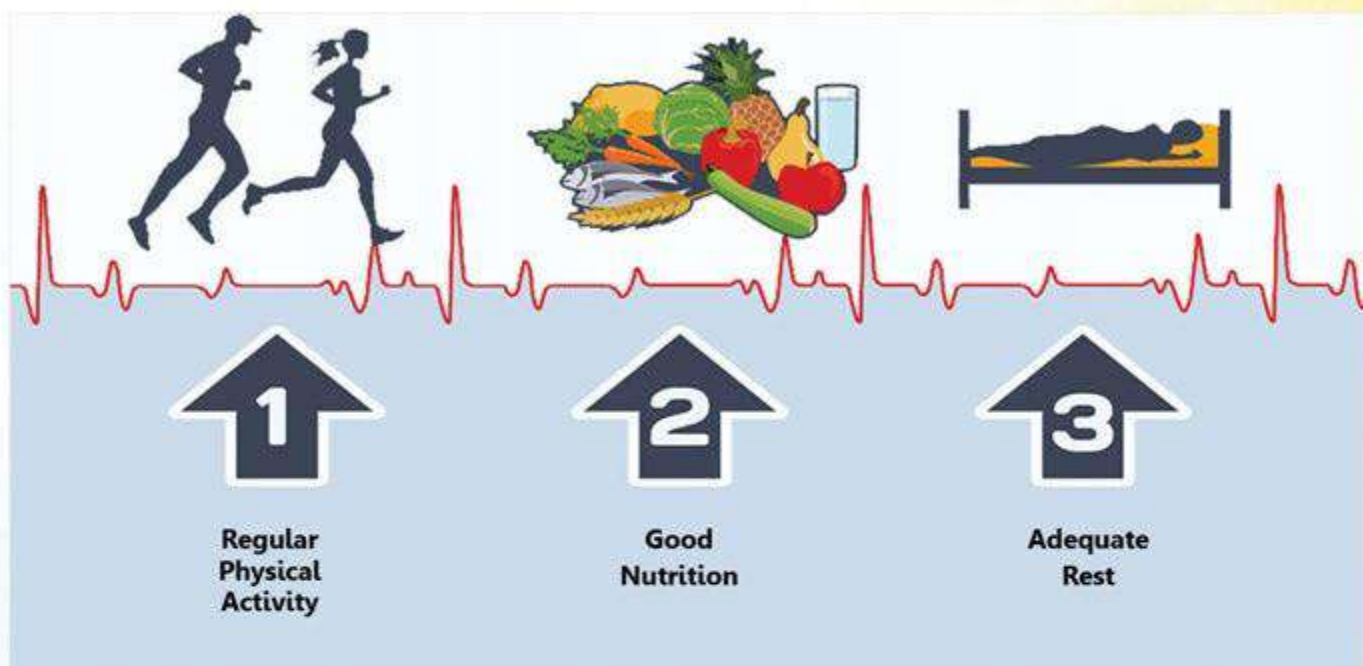 1
2
3
Regular
Physical
Activity
Good
Nutrition
Adequate
Rest